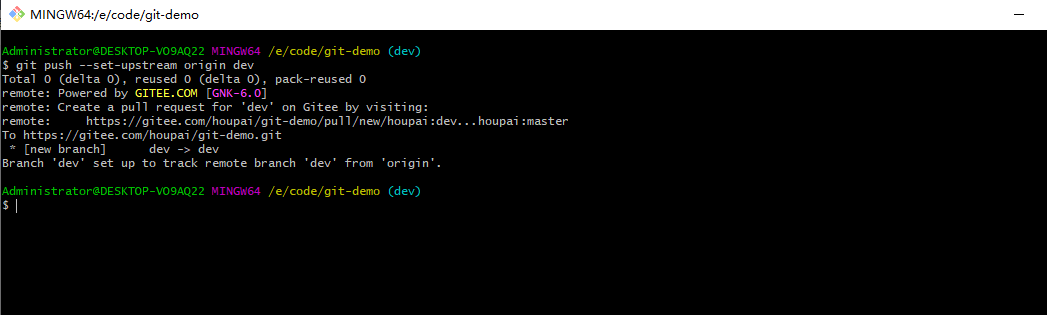 MINGW64:/e/code/git-demo
Administrator@DESKTOP-VO9AQ22 MINGW64 /e/code/git-demo (dev)
$ git push --set-upstream origin dev
Total 0 (delta 0), reused 0 (delta 0), pack-reused 0
remote: Powered by GITEE.COM [GNK-6.0]
remote: Create a pull request for 'dev' on Gitee by visiting:
remote:     https://gitee.com/houpai/git-demo/pull/new/houpai:dev...houpai:master
To https://gitee.com/houpai/git-demo.git
 * [new branch]      dev -> dev
Branch 'dev' set up to track remote branch 'dev' from 'origin'.
Administrator@DESKTOP-VO9AQ22 MINGW64 /e/code/git-demo (dev)
$